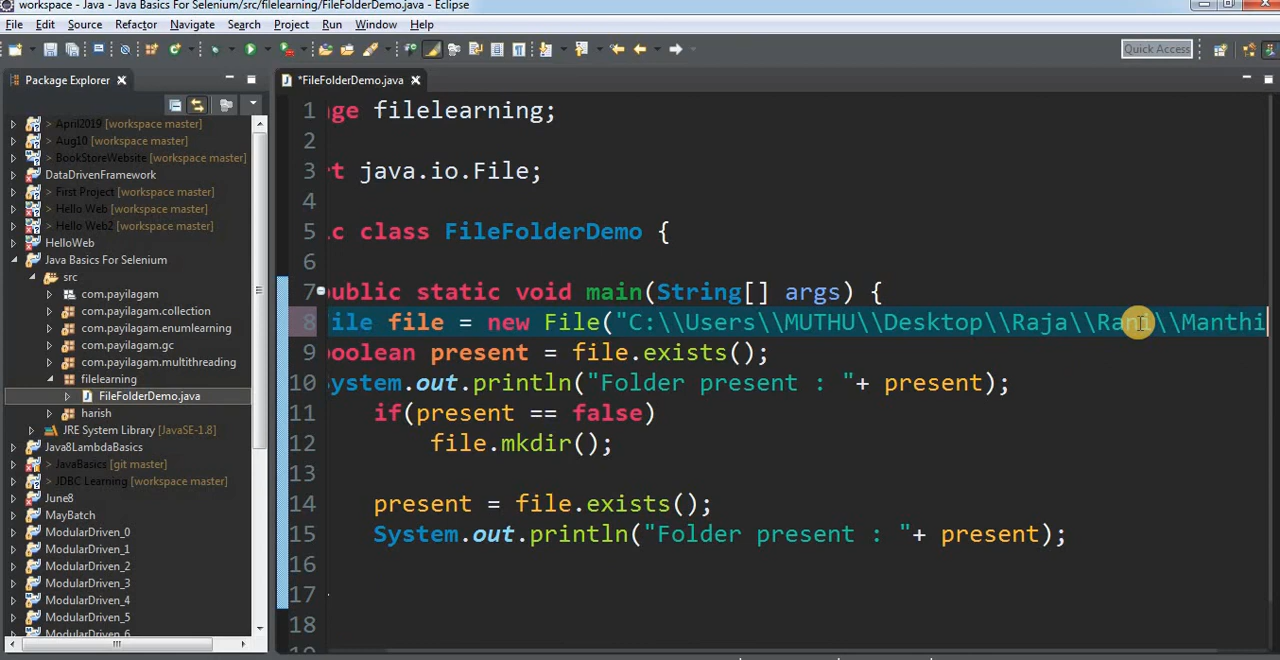 workspace - Java - Java Basics For Selenium/src/filelearning/FileFolderDemo.java - Eclipse
File Edit Source Refactor Navigate Search Project Run Window Help
Quick Access
Package Explorer
*FileFolderDemo.java
> April2019 [workspace master]
> Aug10 [workspace master]
> BookStoreWebsite [workspace master]
DataDrivenFramework
> First Project [workspace master]
> Hello Web [workspace master]
> Hello Web2 [workspace master]
HelloWeb
Java Basics For Selenium
src
com.payilagam
com.payilagam.collection
com.payilagam.enumlearning
com.payilagam.gc
com.payilagam.multithreading
filelearning
FileFolderDemo.java
harish
JRE System Library [JavaSE-1.8]
Java8LambdaBasics
> JavaBasics [git master]
> JDBC Learning [workspace master]
June8
MayBatch
ModularDriven_0
ModularDriven_1
ModularDriven_2
ModularDriven_3
ModularDriven_4
ModularDriven_5
ModularDriven_6
1 ge filelearning;
2
3 t java.io.File;
4
5 c class FileFolderDemo {
6
7 public static void main(String[] args) {
8 ile file = new File("C:\\Users\\MUTHU\\Desktop\\Raja\\Rani\\Manthi
9 boolean present = file.exists();
10 System.out.println("Folder present : "+ present);
11 if(present == false)
12 file.mkdir();
13
14 present = file.exists();
15 System.out.println("Folder present : "+ present);
16
17
18
19